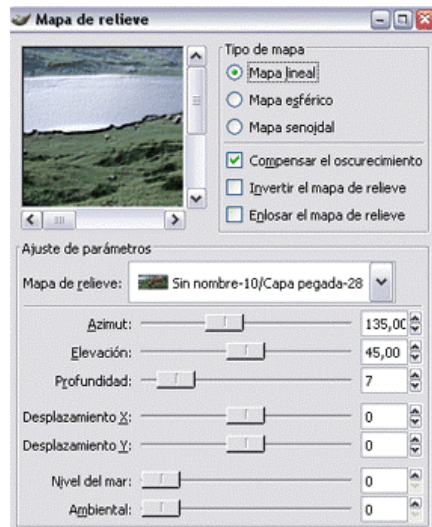 Mapa de relieve
Tipo de mapa
Mapa lineal
Mapa esférico
Mapa senoidal
Compensar el oscurecimiento
Invertir el mapa de relieve
Enlosar el mapa de relieve
Ajuste de parámetros
Mapa de relieve: Sin nombre-10/Capa pegada-28
Azimut: 135,00
Elevación: 45,00
Profundidad: 7
Desplazamiento X: 0
Desplazamiento Y: 0
Nivel del mar: 0
Ambiental: 0